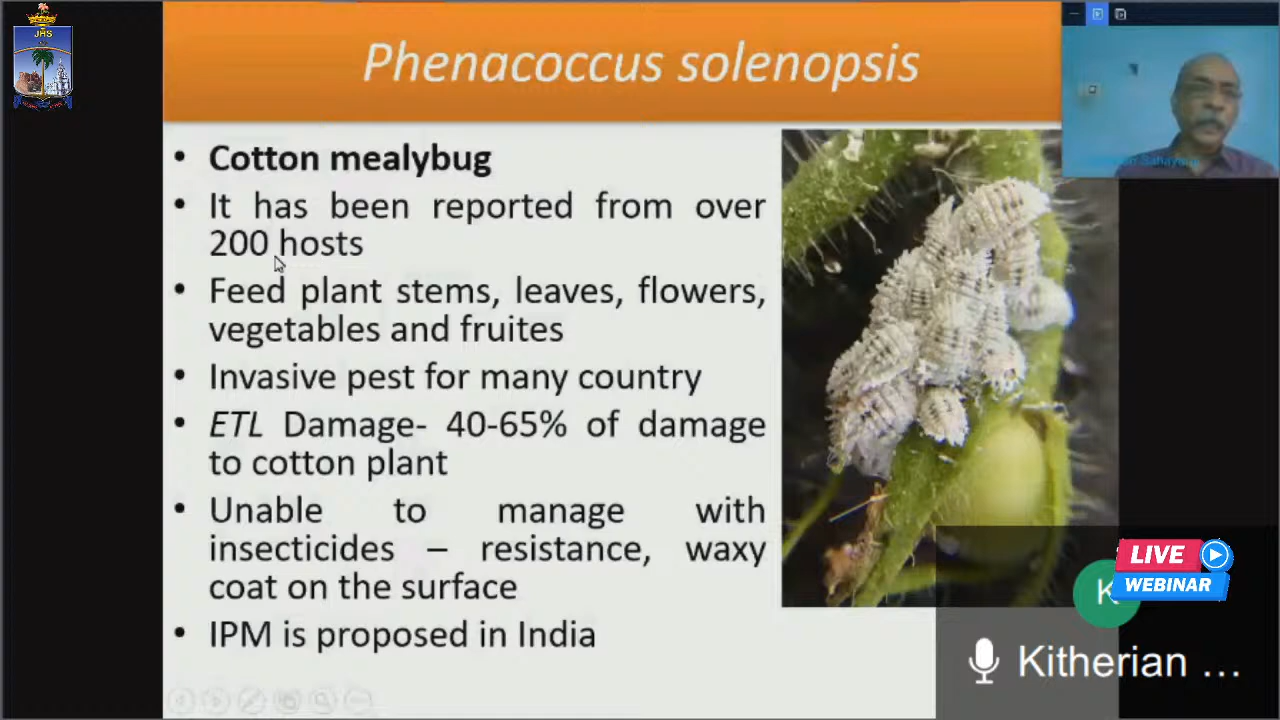 JHS
Phenacoccus solenopsis
• Cotton mealybug
• It has been reported from over
200 hosts
• Feed plant stems, leaves, flowers,
vegetables and fruites
• Invasive pest for many country
• ETL Damage- 40-65% of damage
to cotton plant
• Unable to manage with
insecticides – resistance, waxy
coat on the surface
• IPM is proposed in India
LIVE
WEBINAR
K
Kitherian ...